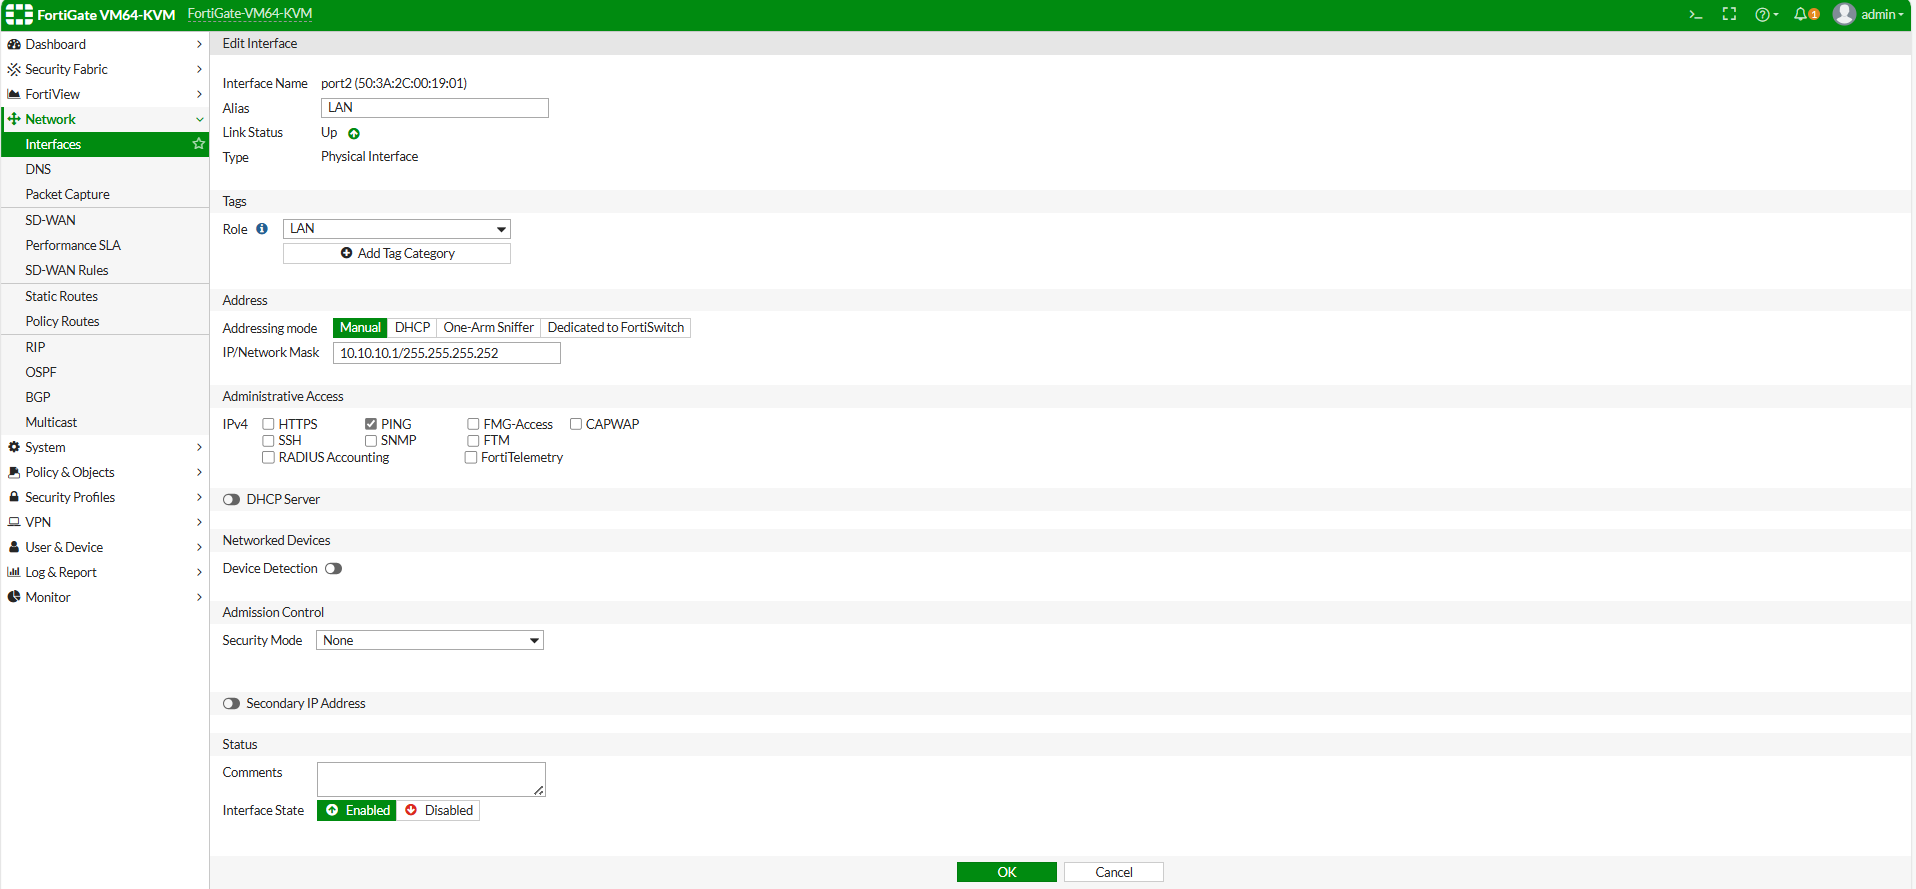 FortiGate VM64-KVM FortiGate-VM64-KVM 1 admin
Dashboard
Security Fabric
FortiView
Network
Interfaces
DNS
Packet Capture
SD-WAN
Performance SLA
SD-WAN Rules
Static Routes
Policy Routes
RIP
OSPF
BGP
Multicast
System
Policy & Objects
Security Profiles
VPN
User & Device
Log & Report
Monitor
Edit Interface
Interface Name port2 (50:3A:2C:00:19:01)
Alias LAN
Link Status Up
Type Physical Interface
Tags
Role LAN
Add Tag Category
Address
Addressing mode Manual DHCP One-Arm Sniffer Dedicated to FortiSwitch
IP/Network Mask 10.10.10.1/255.255.255.252
Administrative Access
IPv4 HTTPS PING FMG-Access CAPWAP
SSH SNMP FTM
RADIUS Accounting FortiTelemetry
DHCP Server
Networked Devices
Device Detection
Admission Control
Security Mode None
Secondary IP Address
Status
Comments
Interface State Enabled Disabled
OK Cancel